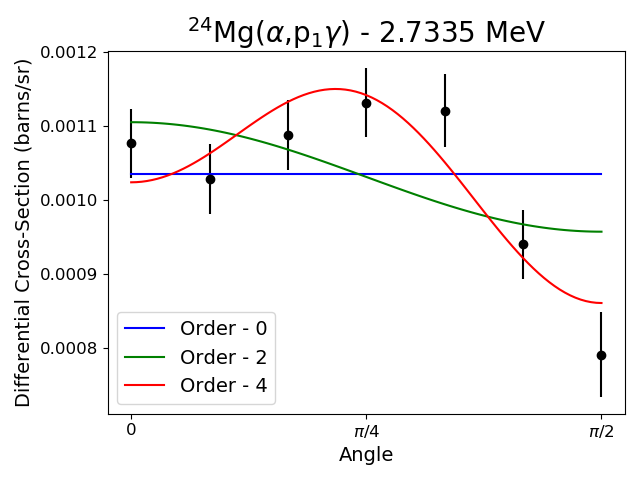 ²⁴Mg(α,p₁γ) - 2.7335 MeV
Differential Cross-Section (barns/sr)
0.0012
0.0011
0.0010
0.0009
0.0008
Order - 0
Order - 2
Order - 4
0
π/4
π/2
Angle